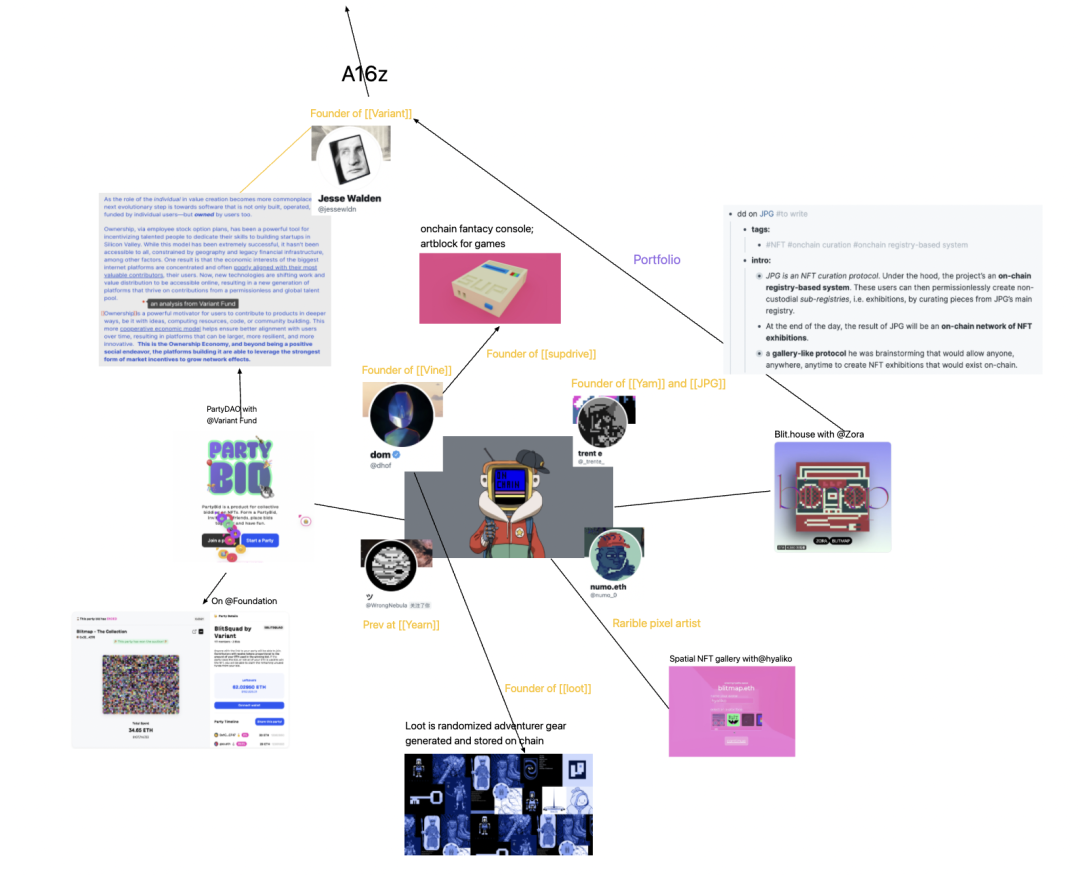 A16z
Founder of [[Variant]]
Jesse Walden
@jessewldn
As the role of the individual in value creation becomes more commonplace
next evolutionary step is towards software that is not only built, operated,
funded by individual users—but owned by users too.
Ownership, via employee stock option plans, has been a powerful tool for
incentivizing talented people to dedicate their skills to building startups in
Silicon Valley. While this model has been extremely successful, it hasn't been
accessible to all, constrained by geography and legacy financial infrastructure,
among other factors. One result is that the economic interests of the biggest
internet platforms are concentrated and often poorly aligned with their most
valuable contributors, their users. Now, new technologies are shifting work and
value distribution to be accessible online, resulting in a new generation of
platforms that thrive on contributions from a permissionless and global talent
pool.
an analysis from Variant Fund
[Ownership]is a powerful motivator for users to contribute to products in deeper
ways, be it with ideas, computing resources, code, or community building. This
more cooperative economic model helps ensure better alignment with users over
time, resulting in platforms that can be larger, more resilient, and more
innovative. This is the Ownership Economy, and beyond being a positive
social endeavor, the platforms building it are able to leverage the strongest
form of market incentives to grow network effects.
onchain fantacy console;
artblock for games
SUP
Portfolio
dd on JPG #to write
tags:
#NFT #onchain curation #onchain registry-based system
intro:
JPG is an NFT curation protocol. Under the hood, the project's an on-chain
registry-based system. These users can then permissionlessly create non-
custodial sub-registries, i.e. exhibitions, by curating pieces from JPG's main
registry.
At the end of the day, the result of JPG will be an on-chain network of NFT
exhibitions.
a gallery-like protocol he was brainstorming that would allow anyone,
anywhere, anytime to create NFT exhibitions that would exist on-chain.
Founder of [[supdrive]]
Founder of [[Vine]]
Founder of [[Yarn] and [[JPG]]
dom
@dhof
trent e
@_trente_
PartyDAO with
@Variant Fund
PARTY
BID
PartyBid is a product for collective
bidding on NFTs. Form a PartyBid,
and have fun.
Start a Party
Blit.house with @Zora
ZORA
BLITMAP
ツ
@WrongNebula 关注了你
numo.eth
@numo_0
Prev at [[Yearn]]
Rarible pixel artist
On @Foundation
Blitmap - The Collection
Total Spend
34.62 ETH
Party Details
BlitSquad by
Variant
Party Timeline
Spatial NFT gallery with@hyaliko
blitmap.eth
Founder of [[loot]]
Loot is randomized adventurer gear
generated and stored on chain